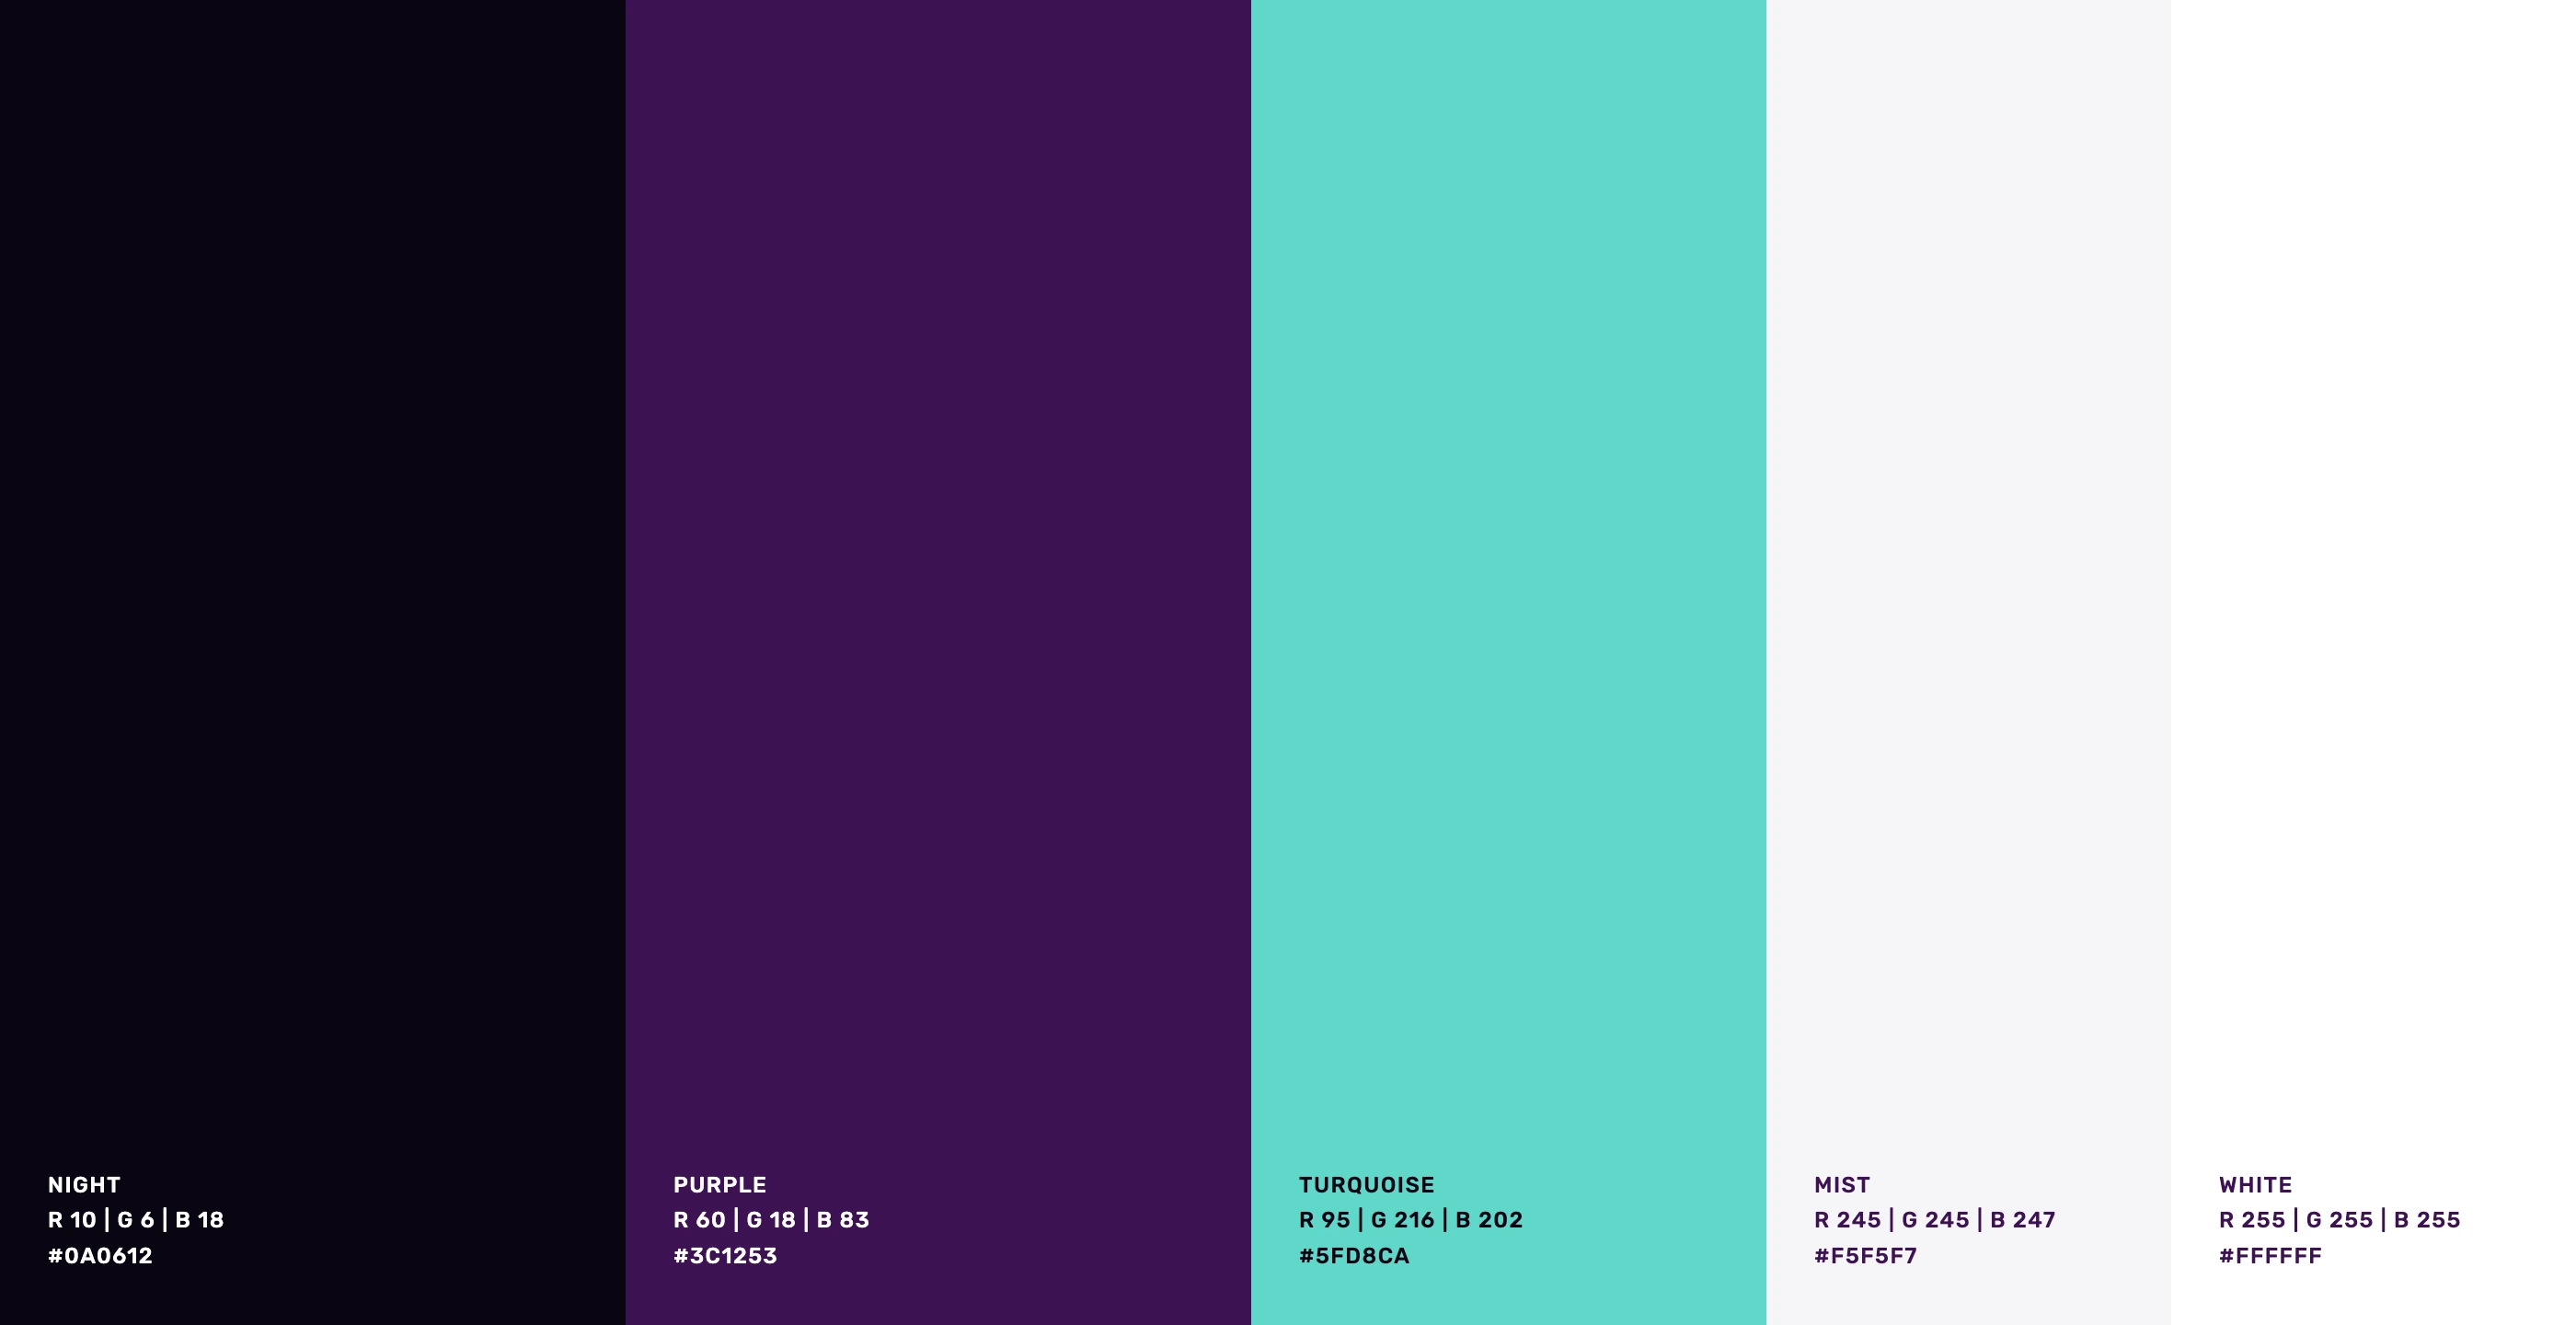 NIGHT
R 10 | G 6 | B 18
#0A0612
PURPLE
R 60 | G 18 | B 83
#3C1253
TURQUOISE
R 95 | G 216 | B 202
#5FD8CA
MIST
R 245 | G 245 | B 247
#F5F5F7
WHITE
R 255 | G 255 | B 255
#FFFFFF